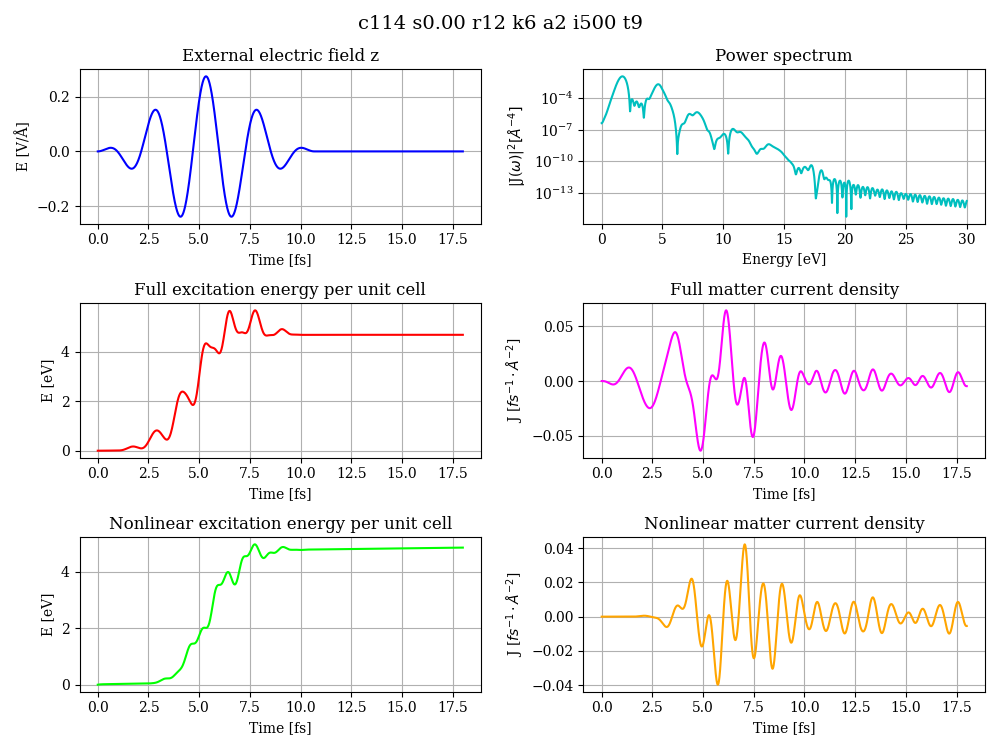 c114 s0.00 r12 k6 a2 i500 t9
External electric field z
E [V/Å]
0.2
0.0
−0.2
0.0 2.5 5.0 7.5 10.0 12.5 15.0 17.5
Time [fs]
Power spectrum
|J(ω)|²[Å⁻⁴]
10⁻⁴
10⁻⁷
10⁻¹⁰
10⁻¹³
0 5 10 15 20 25 30
Energy [eV]
Full excitation energy per unit cell
E [eV]
4
2
0
0.0 2.5 5.0 7.5 10.0 12.5 15.0 17.5
Time [fs]
Full matter current density
J [fs⁻¹ · Å⁻²]
0.05
0.00
−0.05
0.0 2.5 5.0 7.5 10.0 12.5 15.0 17.5
Time [fs]
Nonlinear excitation energy per unit cell
E [eV]
4
2
0
0.0 2.5 5.0 7.5 10.0 12.5 15.0 17.5
Time [fs]
Nonlinear matter current density
J [fs⁻¹ · Å⁻²]
0.04
0.02
0.00
−0.02
−0.04
0.0 2.5 5.0 7.5 10.0 12.5 15.0 17.5
Time [fs]